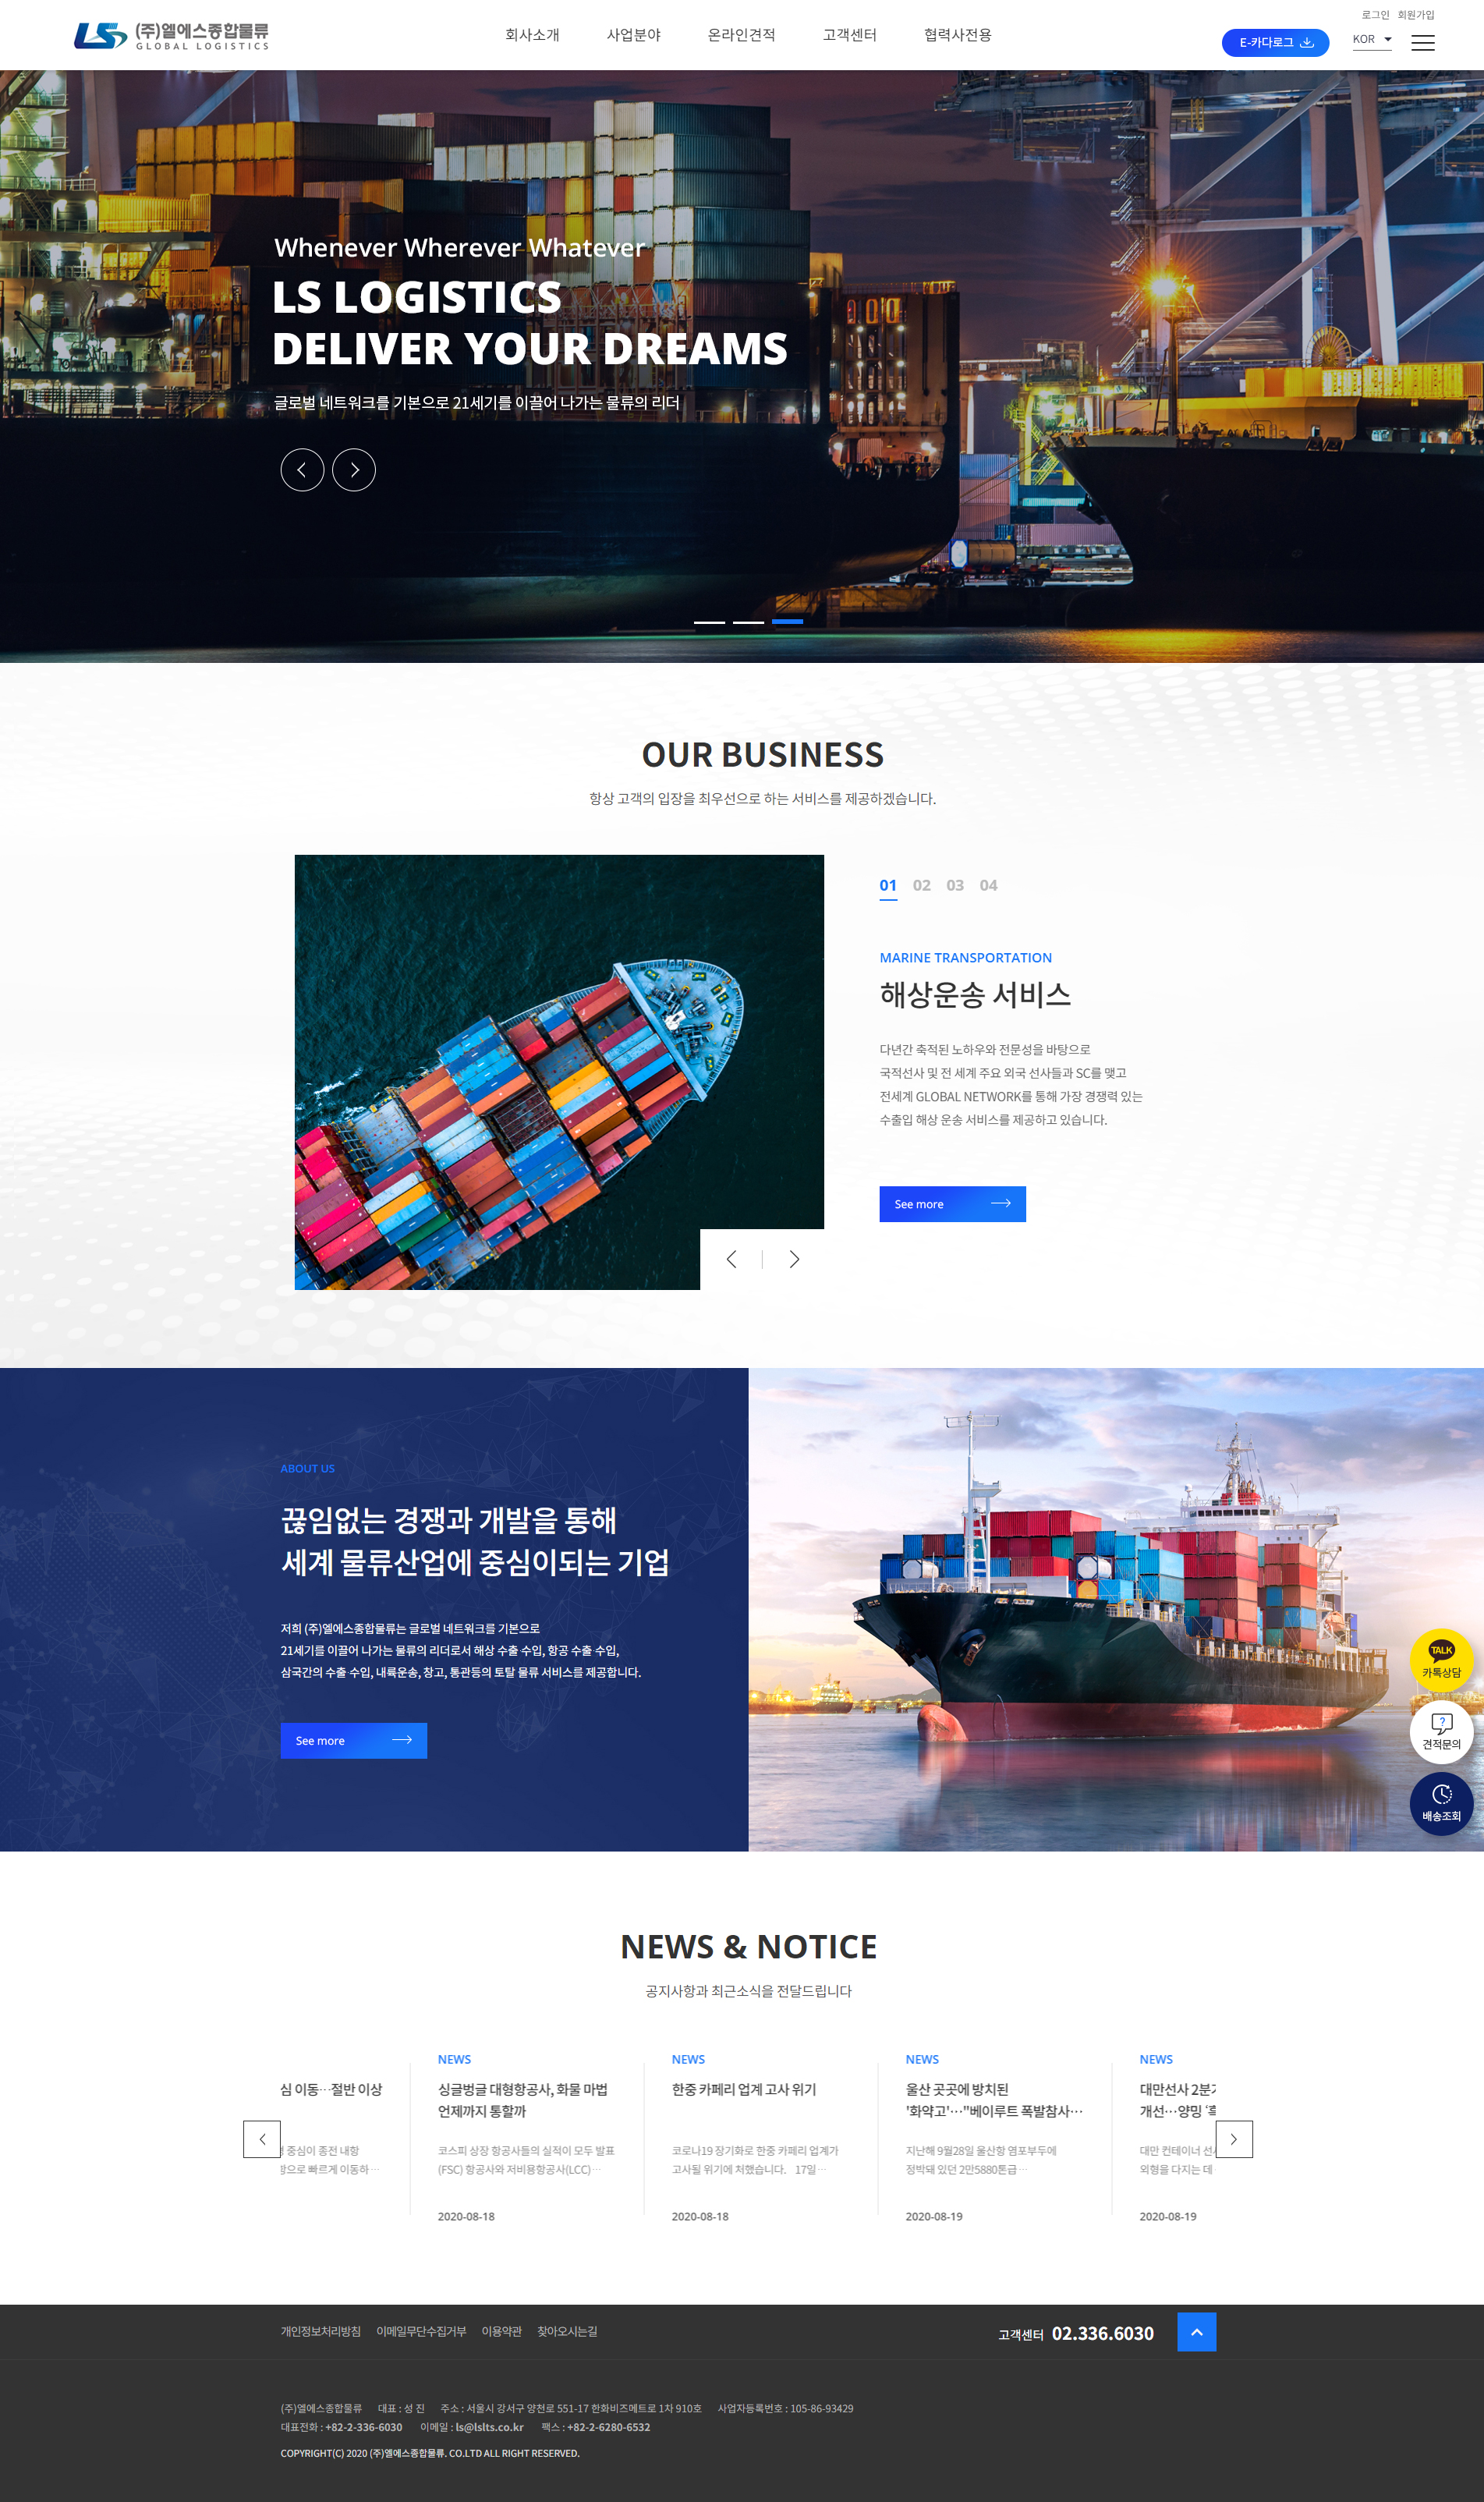 로그인 회원가입
LS (주)엘에스종합물류
GLOBAL LOGISTICS
회사소개 사업분야 온라인견적 고객센터 협력사전용
E-카다로그 KOR
Whenever Wherever Whatever
LS LOGISTICS
DELIVER YOUR DREAMS
글로벌 네트워크를 기본으로 21세기를 이끌어 나가는 물류의 리더
OUR BUSINESS
항상 고객의 입장을 최우선으로 하는 서비스를 제공하겠습니다.
01 02 03 04
MARINE TRANSPORTATION
해상운송 서비스
다년간 축적된 노하우와 전문성을 바탕으로
국적선사 및 전 세계 주요 외국 선사들과 SC를 맺고
전세계 GLOBAL NETWORK를 통해 가장 경쟁력 있는
수출입 해상 운송 서비스를 제공하고 있습니다.
See more
ABOUT US
끊임없는 경쟁과 개발을 통해
세계 물류산업에 중심이되는 기업
저희 (주)엘에스종합물류는 글로벌 네트워크를 기본으로
21세기를 이끌어 나가는 물류의 리더로서 해상 수출 수입, 항공 수출 수입,
삼국간의 수출 수입, 내륙운송, 창고, 통관등의 토탈 물류 서비스를 제공합니다.
See more
TALK
카톡상담
?
견적문의
배송조회
NEWS & NOTICE
공지사항과 최근소식을 전달드립니다
심 이동…절반 이상
중심이 종전 내항
으로 빠르게 이동하…
NEWS
싱글벙글 대형항공사, 화물 마법
언제까지 통할까
코스피 상장 항공사들의 실적이 모두 발표
(FSC) 항공사와 저비용항공사(LCC)…
2020-08-18
NEWS
한중 카페리 업계 고사 위기
코로나19 장기화로 한중 카페리 업계가
고사될 위기에 처했습니다. 17일…
2020-08-18
NEWS
울산 곳곳에 방치된
'화약고'…"베이루트 폭발참사…
지난해 9월28일 울산항 염포부두에
정박돼 있던 2만5880톤급…
2020-08-19
NEWS
대만선사 2분기
개선…양밍 '흑
대만 컨테이너 선사
외형을 다지는 데
2020-08-19
개인정보처리방침 이메일무단수집거부 이용약관 찾아오시는길
고객센터 02.336.6030
(주)엘에스종합물류 대표 : 성 진 주소 : 서울시 강서구 양천로 551-17 한화비즈메트로 1차 910호 사업자등록번호 : 105-86-93429
대표전화 : +82-2-336-6030 이메일 : ls@lslts.co.kr 팩스 : +82-2-6280-6532
COPYRIGHT(C) 2020 (주)엘에스종합물류. CO.LTD ALL RIGHT RESERVED.